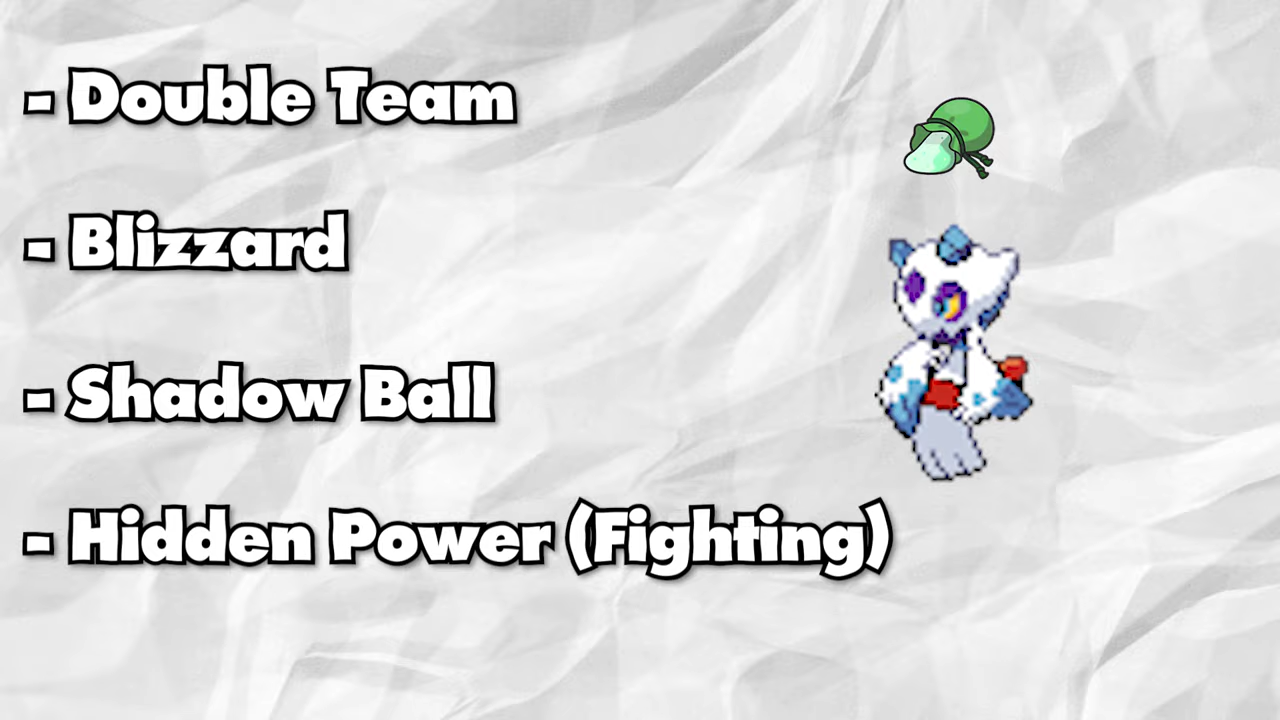 - Double Team
- Blizzard
- Shadow Ball
- Hidden Power (Fighting)